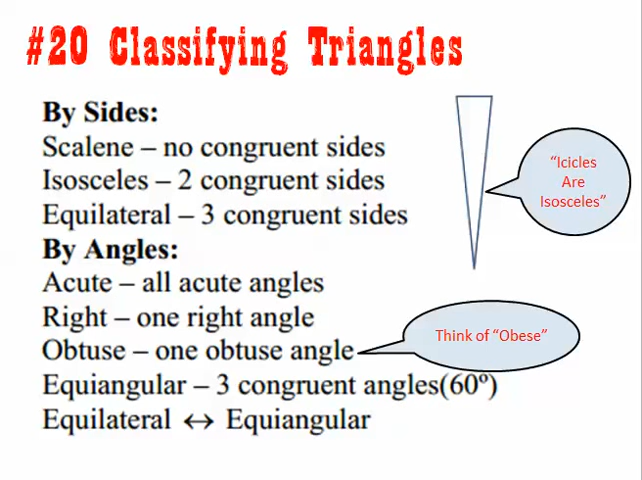 #20 Classifying Triangles
By Sides:
Scalene – no congruent sides
Isosceles – 2 congruent sides
Equilateral – 3 congruent sides
By Angles:
Acute – all acute angles
Right – one right angle
Obtuse – one obtuse angle
Equiangular – 3 congruent angles(60º)
Equilateral ↔ Equiangular
“Icicles
Are
Isosceles”
Think of “Obese”